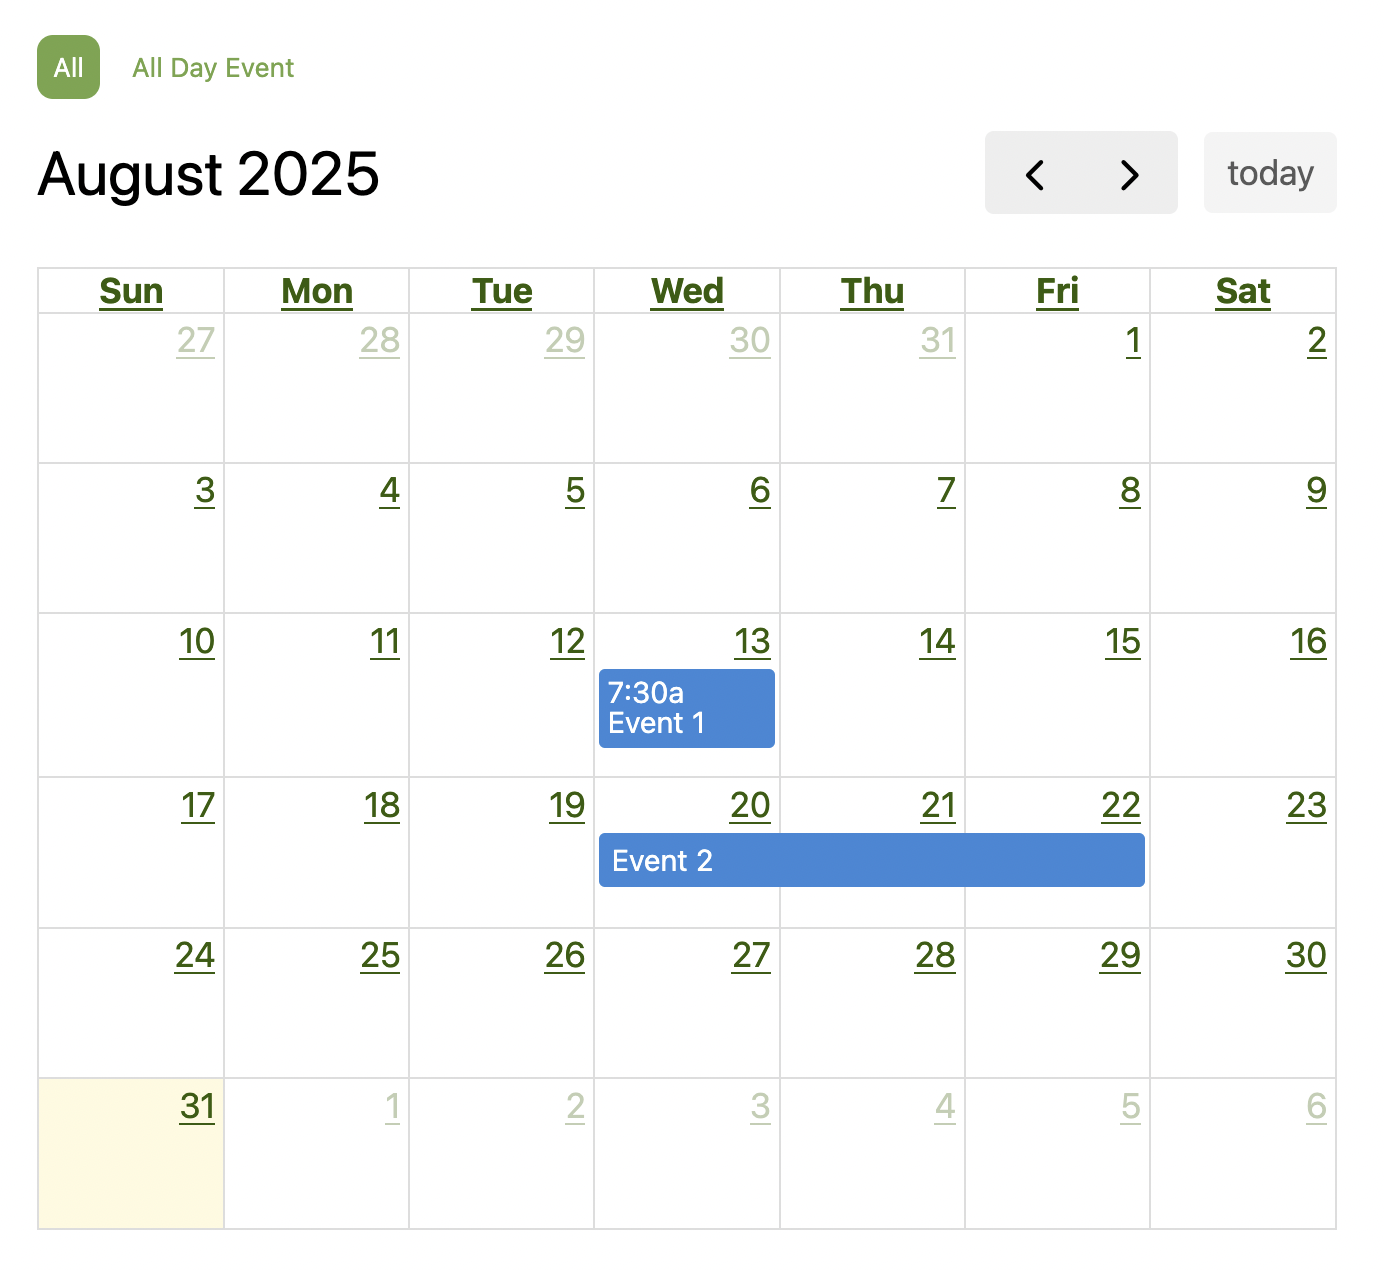 All All Day Event
August 2025 today
Sun Mon Tue Wed Thu Fri Sat
27 28 29 30 31 1 2
3 4 5 6 7 8 9
10 11 12 13 14 15 16
7:30a
Event 1
17 18 19 20 21 22 23
Event 2
24 25 26 27 28 29 30
31 1 2 3 4 5 6